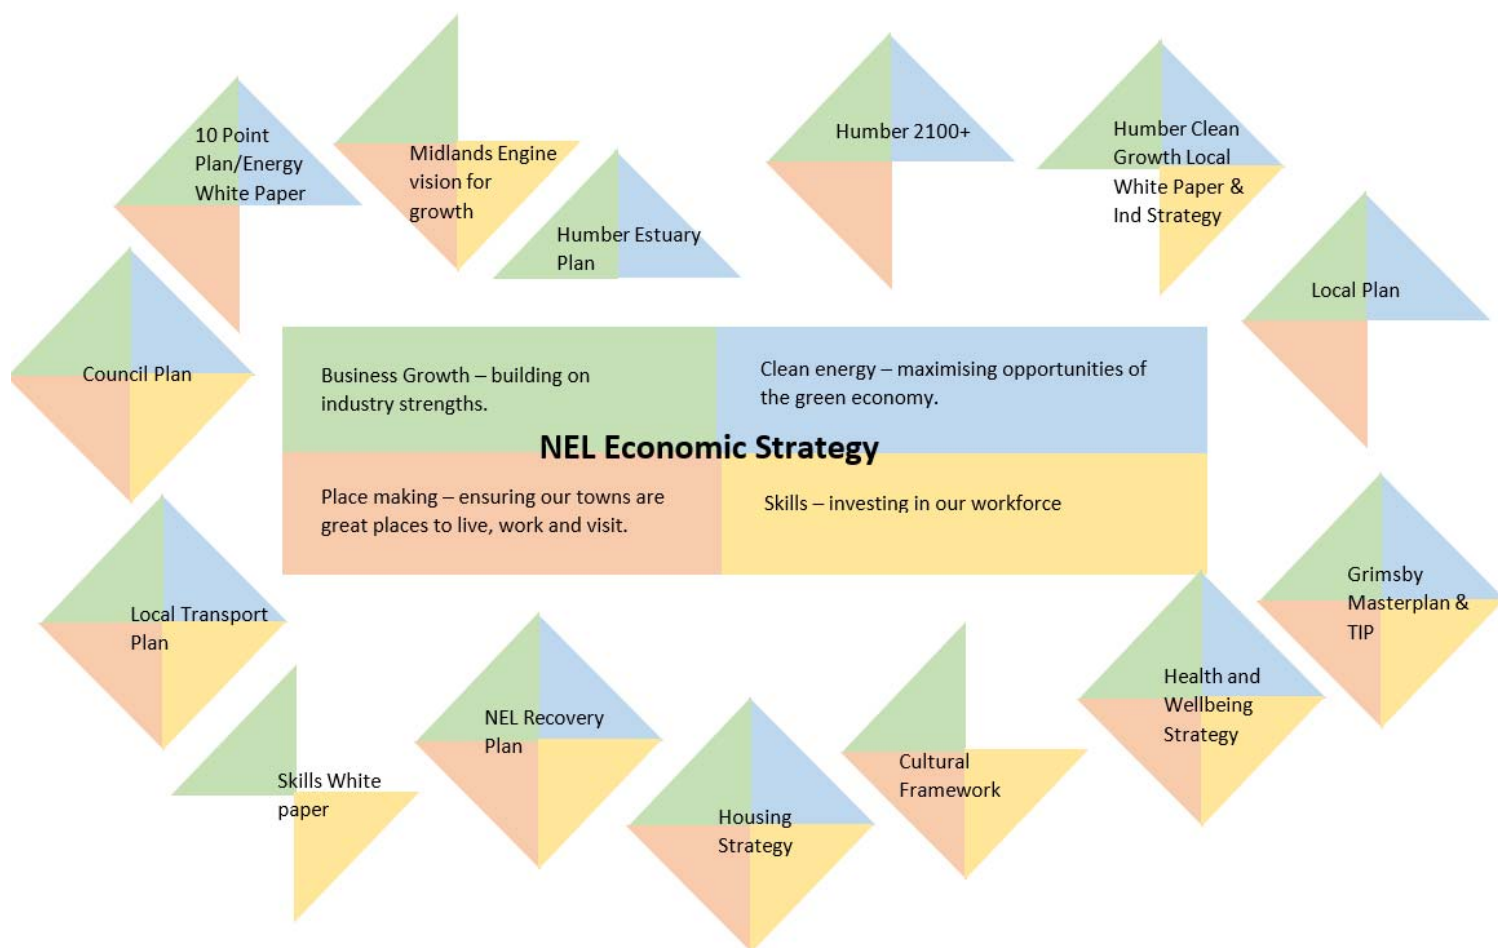 10 Point
Plan/Energy
White Paper
Midlands Engine
vision for
growth
Humber Estuary
Plan
Humber 2100+
Humber Clean
Growth Local
White Paper &
Ind Strategy
Local Plan
Council Plan
Business Growth – building on
industry strengths.
Clean energy – maximising opportunities of
the green economy.
NEL Economic Strategy
Place making – ensuring our towns are
great places to live, work and visit.
Skills – investing in our workforce
Local Transport
Plan
Grimsby
Masterplan &
TIP
Skills White
paper
NEL Recovery
Plan
Housing
Strategy
Cultural
Framework
Health and
Wellbeing
Strategy